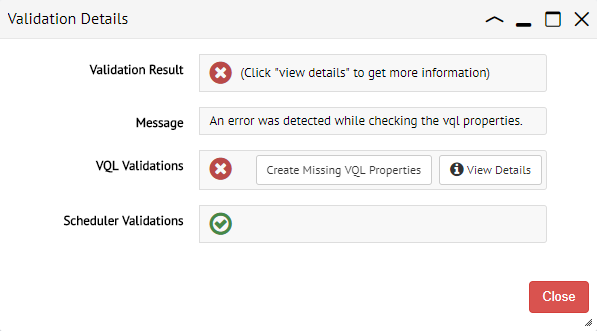 Validation Details
Validation Result (Click "view details" to get more information)
Message An error was detected while checking the vql properties.
VQL Validations Create Missing VQL Properties View Details
Scheduler Validations
Close